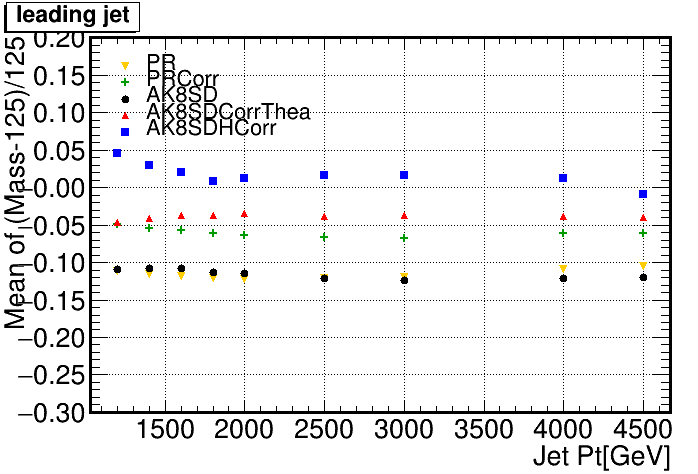 leading jet
Mean of (Mass-125)/125
0.20
0.15
0.10
0.05
−0.00
−0.05
−0.10
−0.15
−0.20
−0.25
−0.30
PR
PRCorr
AK8SD
AK8SDCorrThea
AK8SDHCorr
1500 2000 2500 3000 3500 4000 4500
Jet Pt[GeV]